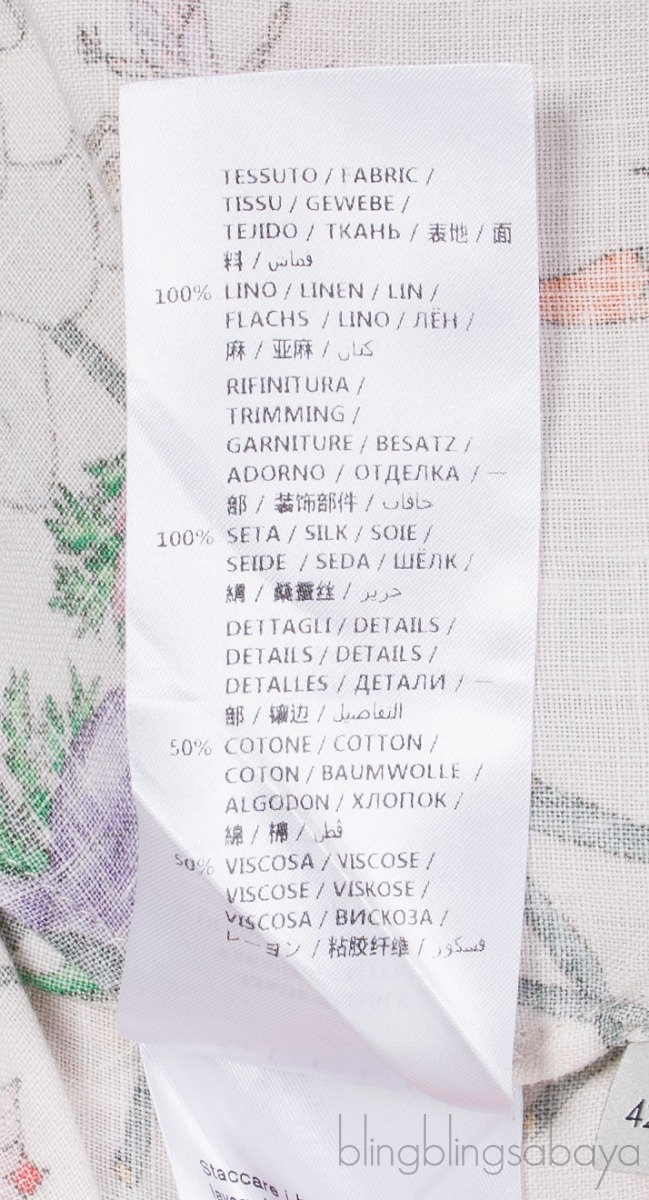 TESSUTO / FABRIC /
TISSU / GEWEBE /
TEJIDO / ТКАНЬ / 表地 / 面
料 / قماش
100% LINO / LINEN / LIN /
FLACHS / LINO / ЛЁН /
麻 / 亚麻 / كتان
RIFINITURA /
TRIMMING /
GARNITURE / BESATZ /
ADORNO / ОТДЕЛКА / 一
部 / 装饰部件 / حافات
100% SETA / SILK / SOIE /
SEIDE / SEDA / ШЁЛК /
絹 / 桑蚕丝 / حرير
DETTAGLI / DETAILS /
DETAILS / DETAILS /
DETALLES / ДЕТАЛИ / 一
部 / 镶边 / التفاصيل
50% COTONE / COTTON /
COTON / BAUMWOLLE /
ALGODON / ХЛОПОК /
綿 / 棉 / قطن
50% VISCOSA / VISCOSE /
VISCOSE / VISKOSE /
VISCOSA / ВИСКОЗА /
レーヨン / 粘胶纤维 / فسكور
Staccare
blingblingsabaya